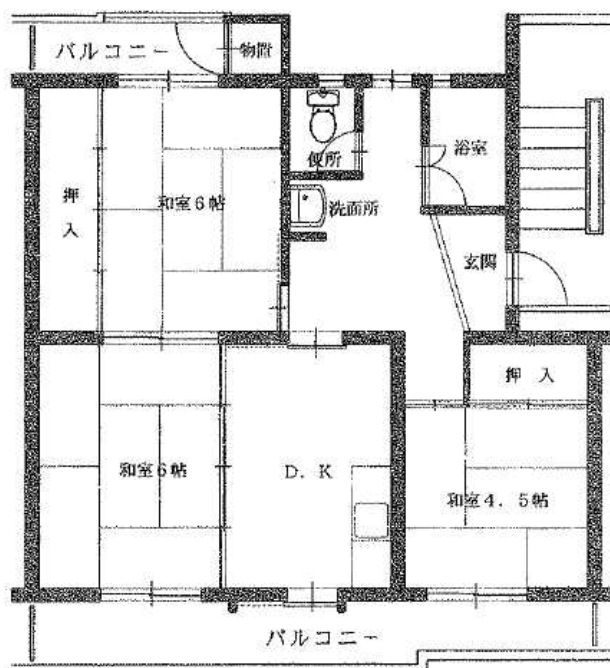 バルコニー
物置
便所
浴室
押入
和室6帖
洗面所
玄関
押 入
和室6帖
D. K
和室4. 5帖
バルコニー